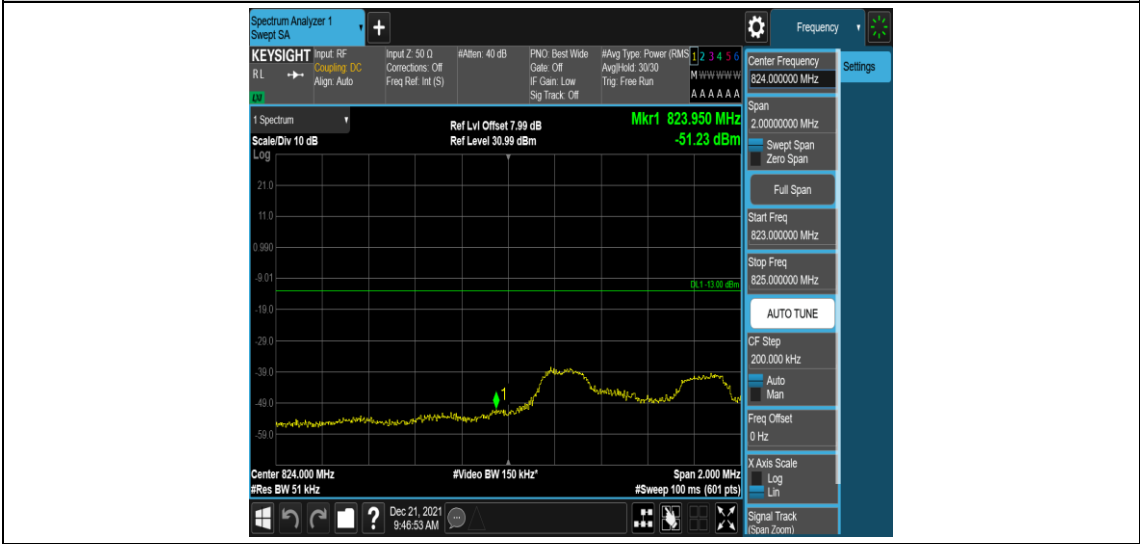 Spectrum Analyzer 1
Swept SA
+
Frequency
KEYSIGHT
RL
Input: RF
Coupling: DC
Align: Auto
Input Z: 50 Ω
Corrections: Off
Freq Ref: Int (S)
#Atten: 40 dB
PNO: Best Wide
Gate: Off
IF Gain: Low
Sig Track: Off
#Avg Type: Power (RMS
Avg|Hold: 30/30
Trig: Free Run
1 2 3 4 5 6
M W W W W W
A A A A A A
1 Spectrum
Scale/Div 10 dB
Log
Ref Lvl Offset 7.99 dB
Ref Level 30.99 dBm
Mkr1 823.950 MHz
-51.23 dBm
21.0
11.0
0.990
-9.01
DL1 -13.00 dBm
-19.0
-29.0
-39.0
-49.0
-59.0
1
Center 824.000 MHz
#Res BW 51 kHz
#Video BW 150 kHz*
Span 2.000 MHz
#Sweep 100 ms (601 pts)
?
Dec 21, 2021
9:46:53 AM
Center Frequency
824.000000 MHz
Settings
Span
2.00000000 MHz
Swept Span
Zero Span
Full Span
Start Freq
823.000000 MHz
Stop Freq
825.000000 MHz
AUTO TUNE
CF Step
200.000 kHz
Auto
Man
Freq Offset
0 Hz
X Axis Scale
Log
Lin
Signal Track
(Span Zoom)